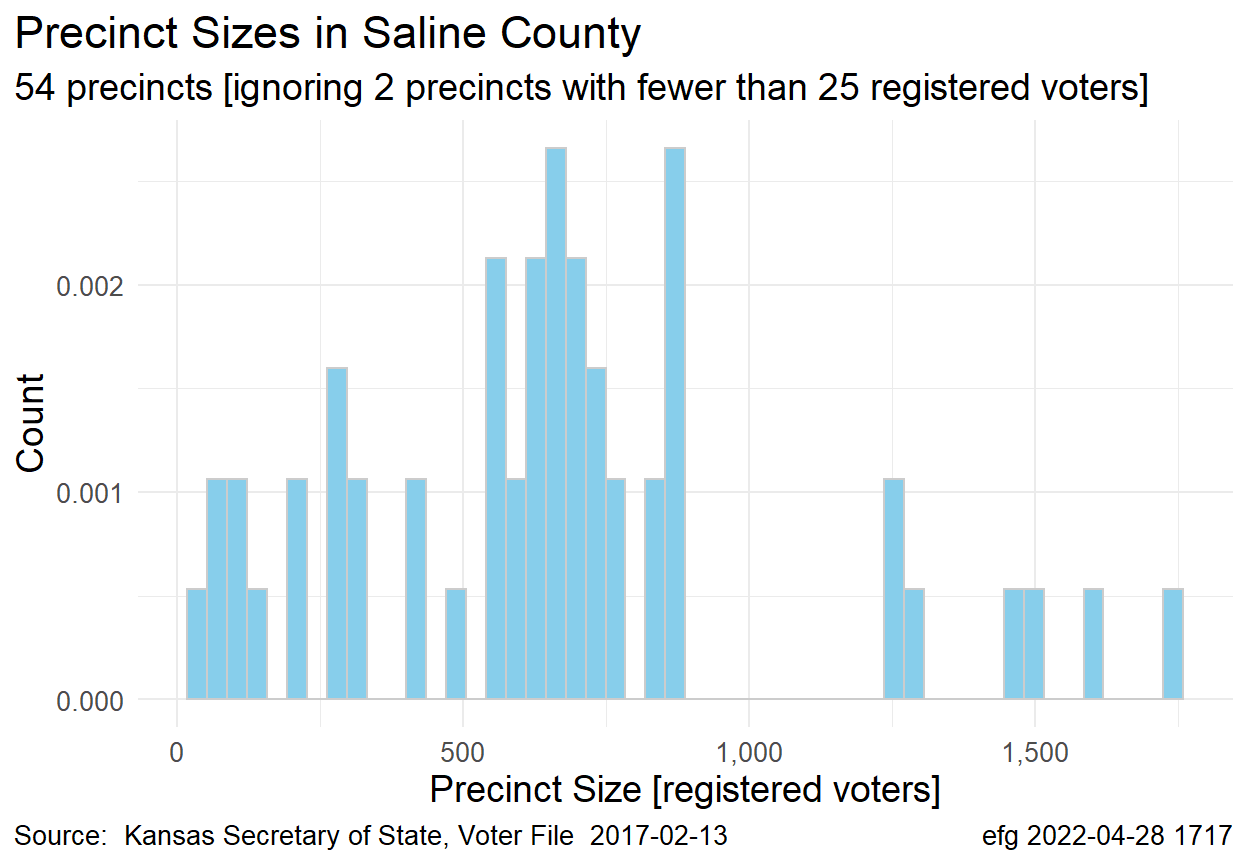 Precinct Sizes in Saline County
54 precincts [ignoring 2 precincts with fewer than 25 registered voters]
Count
0.002
0.001
0.000
0 500 1,000 1,500
Precinct Size [registered voters]
Source:  Kansas Secretary of State, Voter File  2017-02-13 efg 2022-04-28 1717